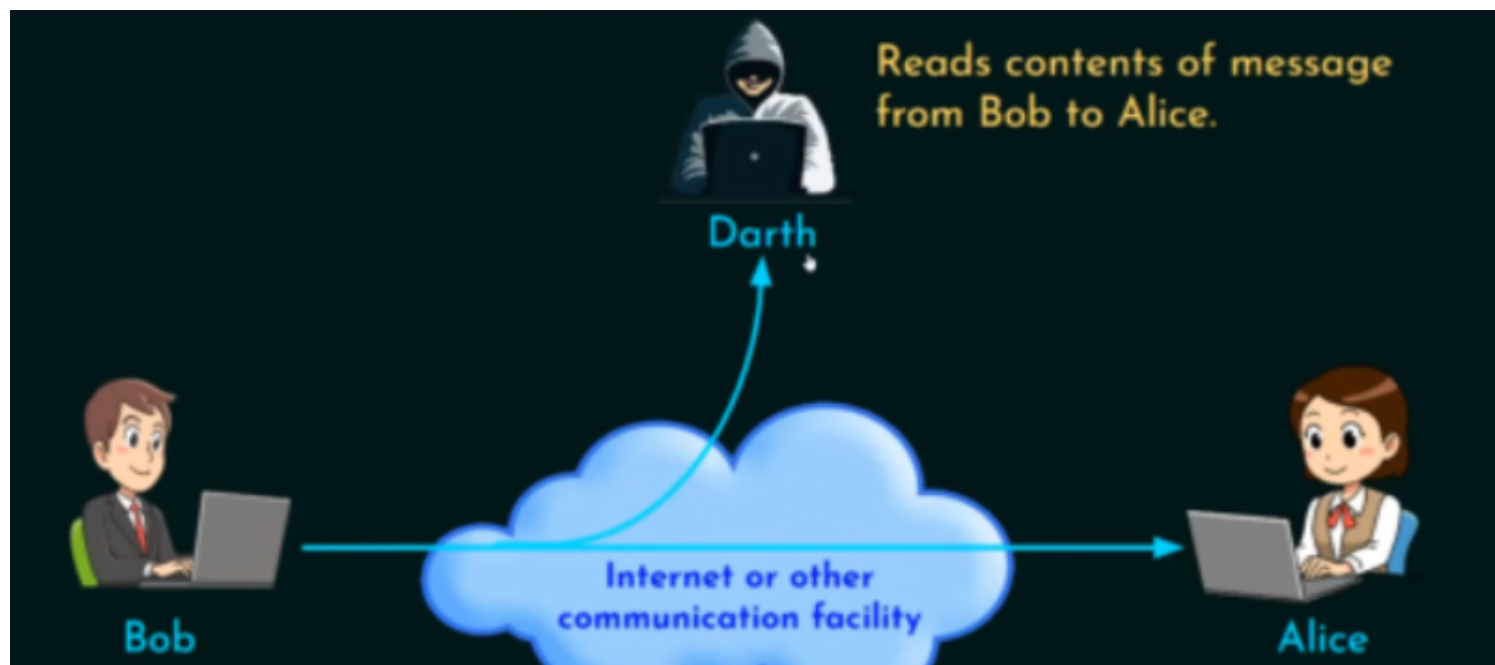 Reads contents of message
from Bob to Alice.
Darth
Internet or other
communication facility
Bob
Alice